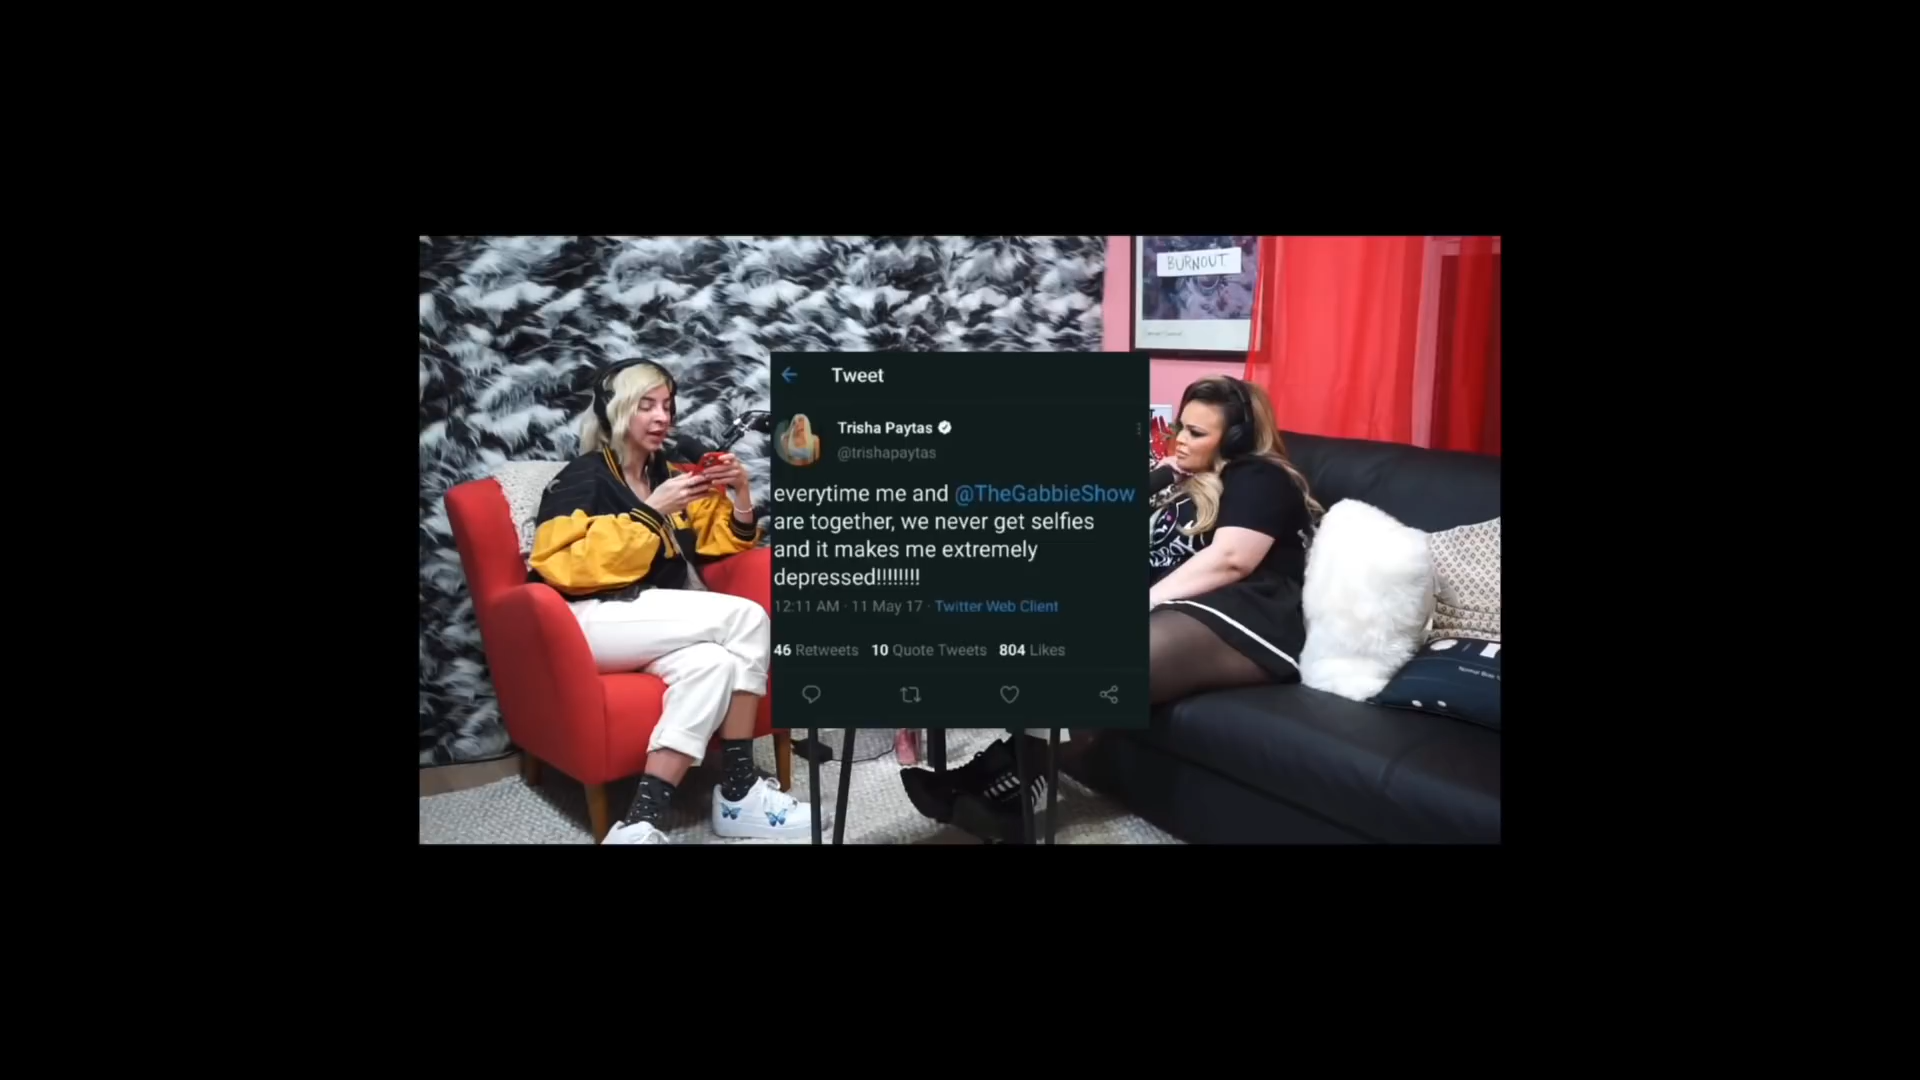 BURNOUT
Tweet
Trisha Paytas
@trishapaytas
everytime me and @TheGabbieShow
are together, we never get selfies
and it makes me extremely
depressed!!!!!!!!
12:11 AM · 11 May 17 · Twitter Web Client
46 Retweets 10 Quote Tweets 804 Likes